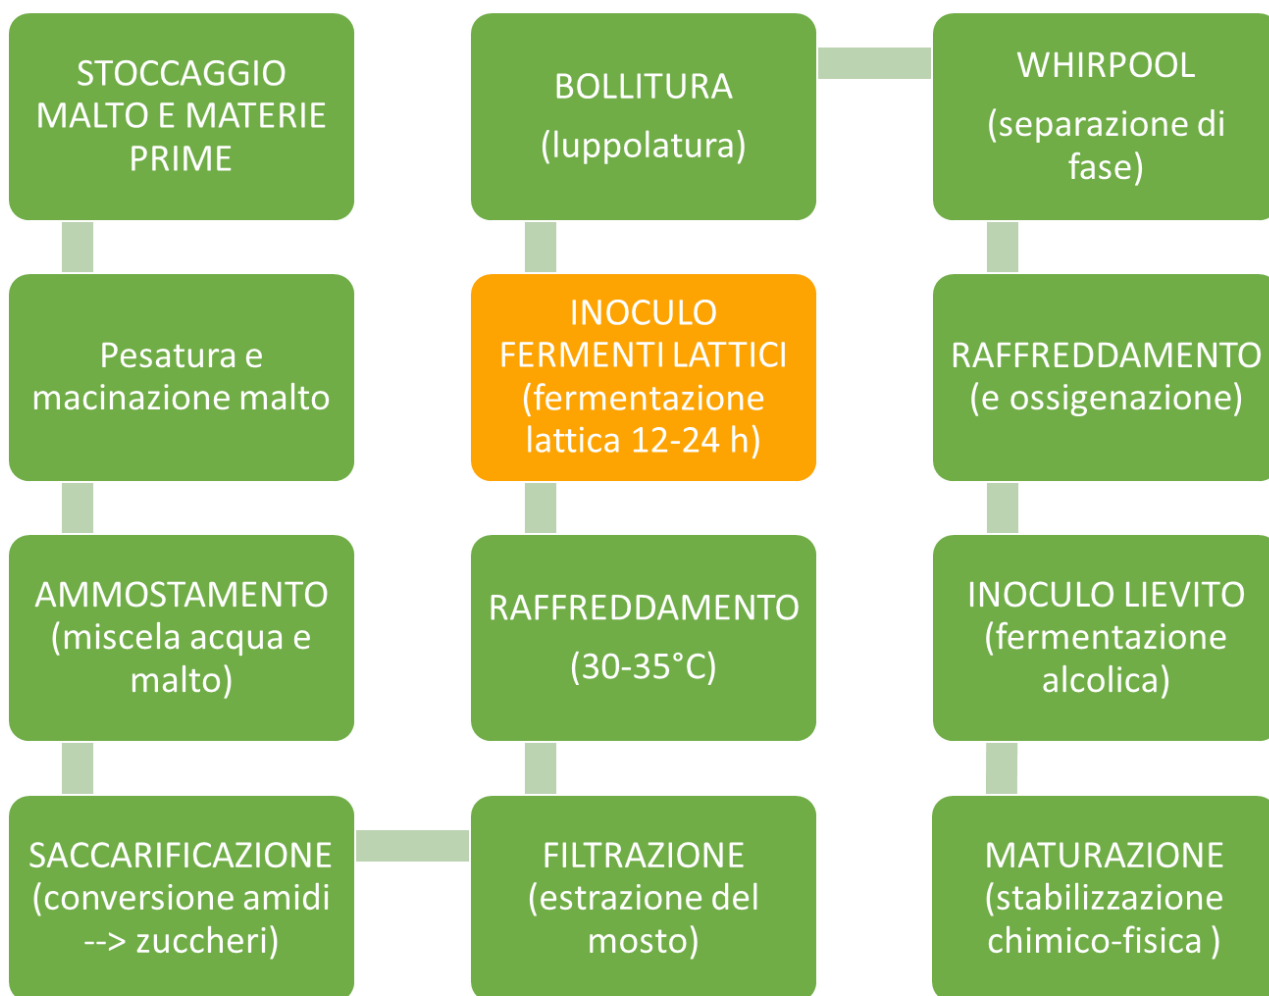 STOCCAGGIO
MALTO E MATERIE
PRIME
Pesatura e
macinazione malto
AMMOSTAMENTO
(miscela acqua e
malto)
SACCARIFICAZIONE
(conversione amidi
--> zuccheri)
FILTRAZIONE
(estrazione del
mosto)
RAFFREDDAMENTO
(30-35°C)
INOCULO
FERMENTI LATTICI
(fermentazione
lattica 12-24 h)
BOLLITURA
(luppolatura)
WHIRPOOL
(separazione di
fase)
RAFFREDDAMENTO
(e ossigenazione)
INOCULO LIEVITO
(fermentazione
alcolica)
MATURAZIONE
(stabilizzazione
chimico-fisica )